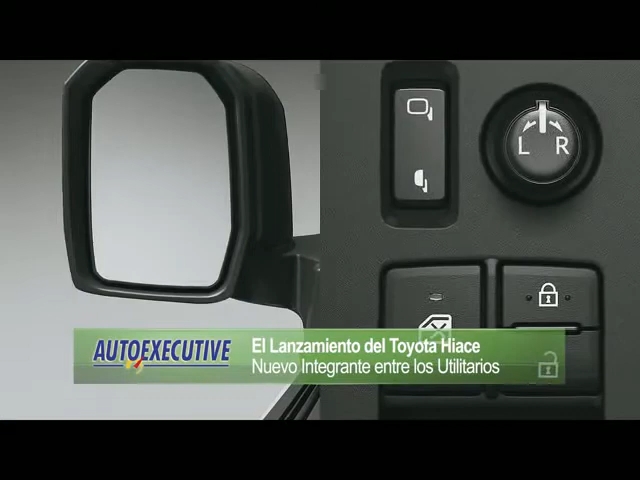 L R
AUTOEXECUTIVE
El Lanzamiento del Toyota Hiace
Nuevo Integrante entre los Utilitarios